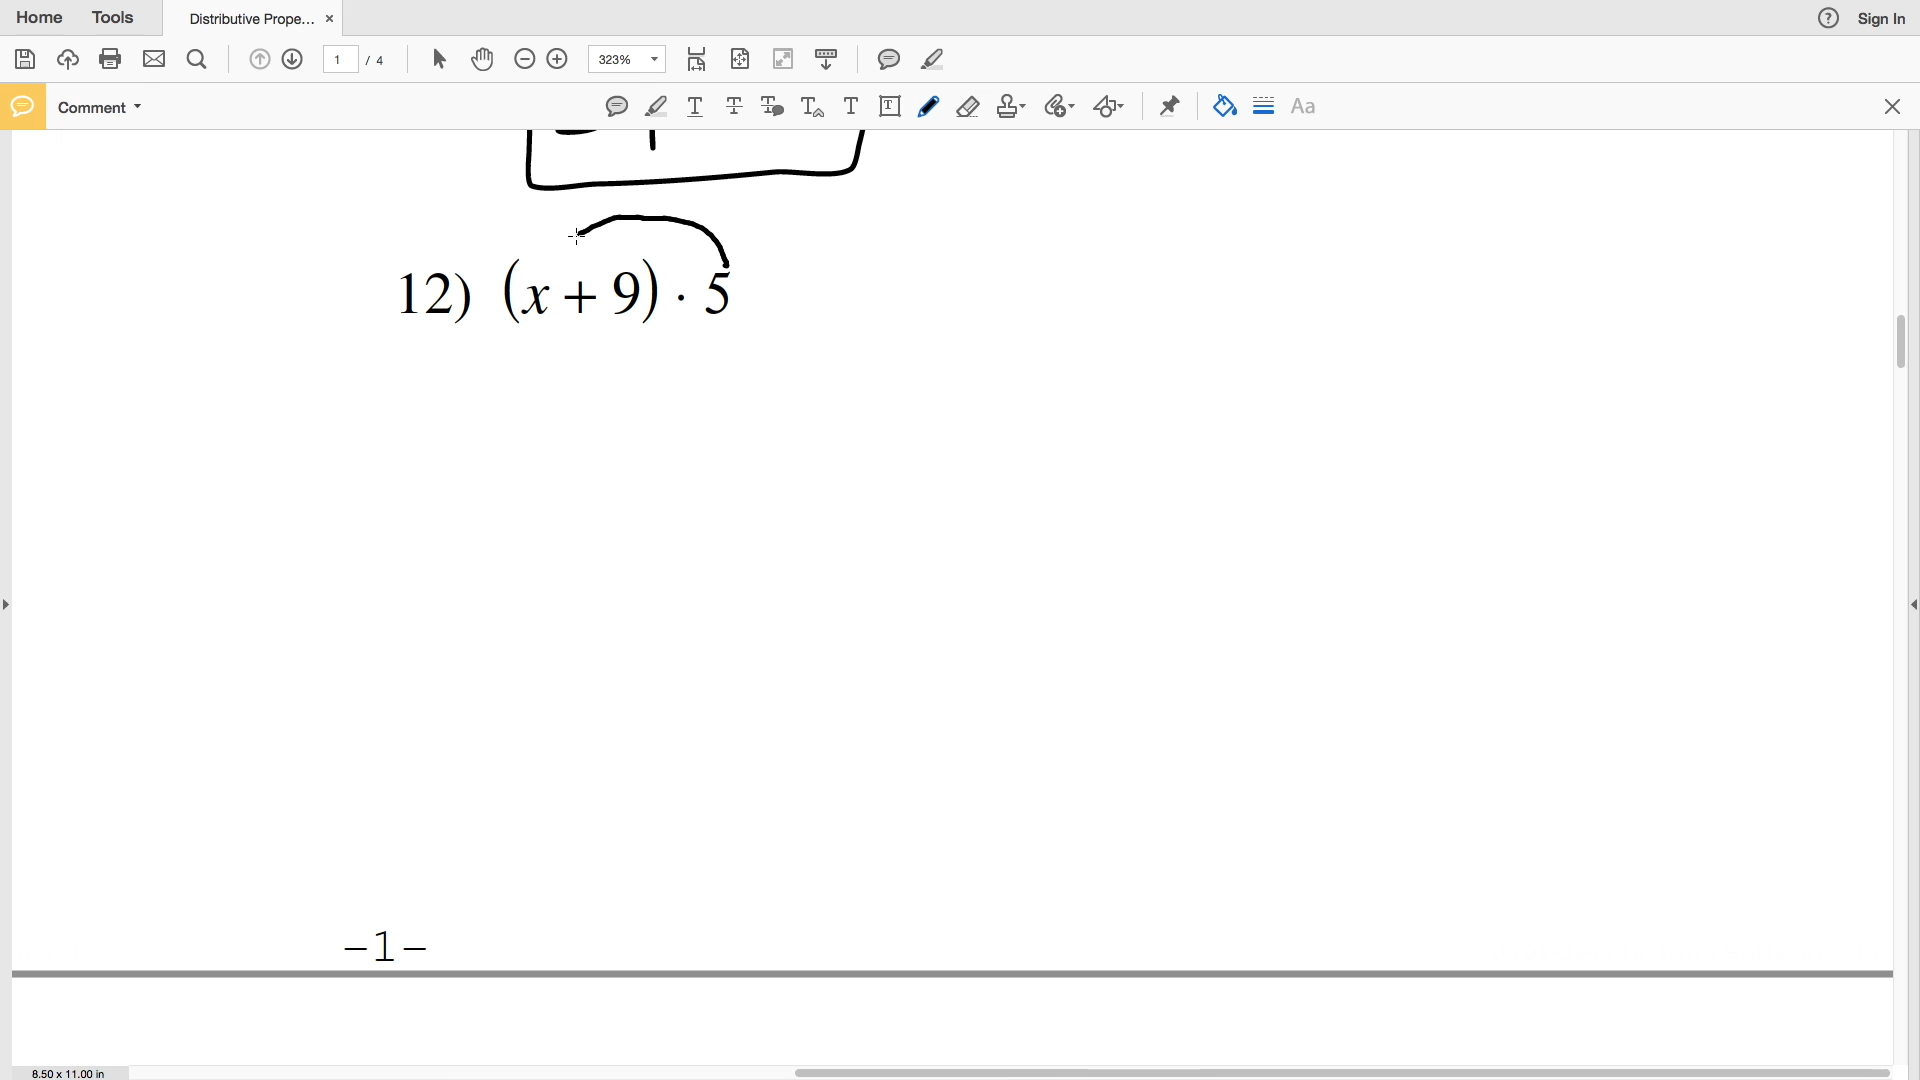 Home Tools Distributive Prope... × ? Sign In
1 / 4 323%
Comment Aa
12) (x + 9) · 5
-1-
8.50 x 11.00 in